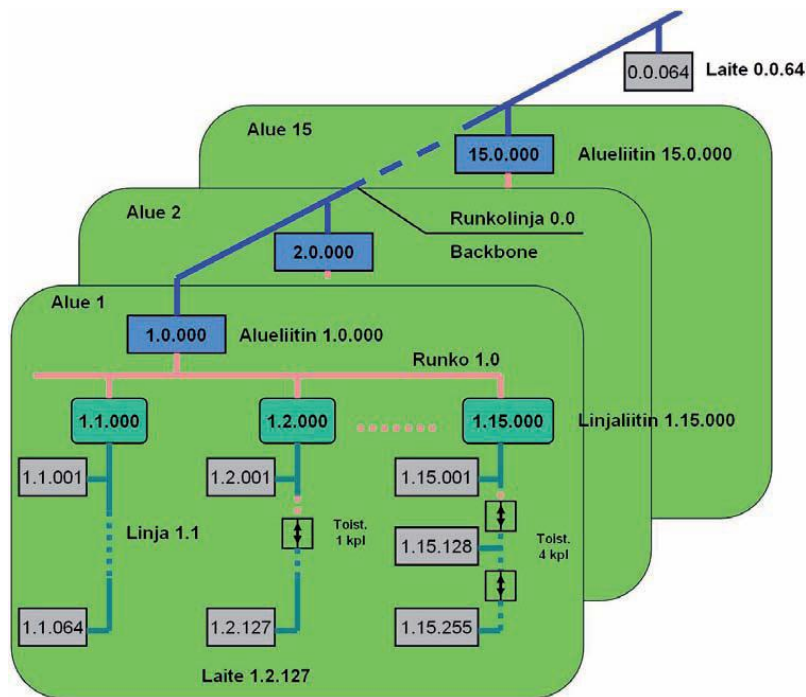 0.0.064
Laite 0.0.64
Alue 15
15.0.000
Alueliitin 15.0.000
Alue 2
Runkolinja 0.0
2.0.000
Backbone
Alue 1
1.0.000
Alueliitin 1.0.000
Runko 1.0
1.1.000
1.2.000
1.15.000
Linjaliitin 1.15.000
1.1.001
1.2.001
1.15.001
Linja 1.1
Toist.
1 kpl
1.15.128
Toist.
4 kpl
1.1.064
1.2.127
1.15.255
Laite 1.2.127